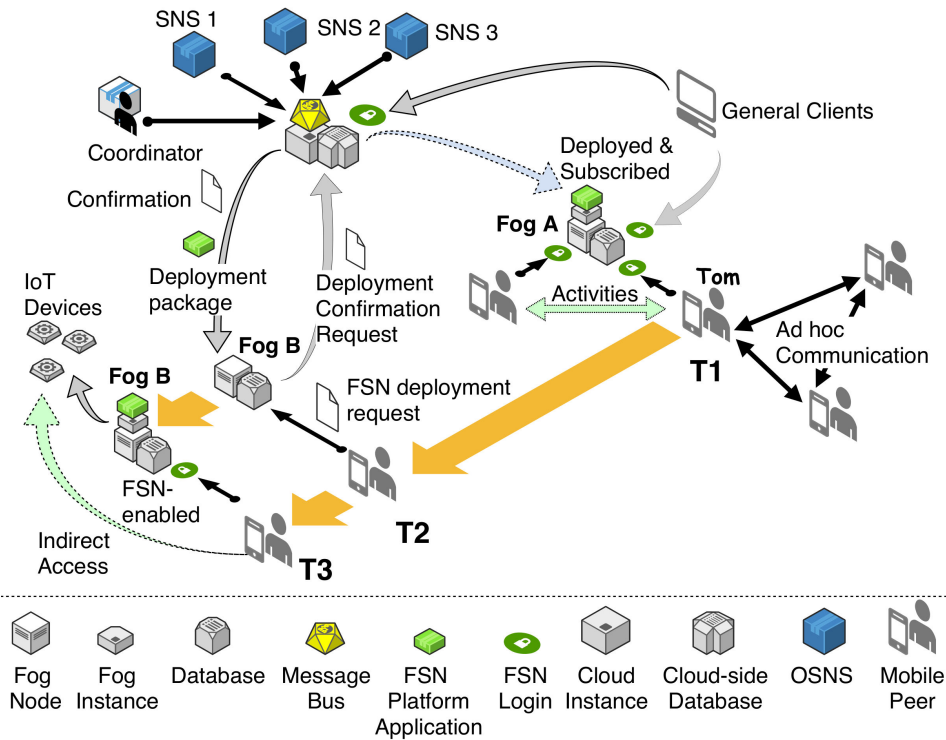 SNS 1
SNS 2
SNS 3
General Clients
Coordinator
Deployed &
Subscribed
Confirmation
Fog A
Deployment
package
Deployment
Confirmation
Request
IoT
Devices
Activities
Tom
Fog B
Fog B
Ad hoc
Communication
T1
FSN deployment
request
FSN-
enabled
T2
Indirect
Access
T3
Fog
Node
Fog
Instance
Database
Message
Bus
FSN
Platform
Application
FSN
Login
Cloud
Instance
Cloud-side
Database
OSNS
Mobile
Peer